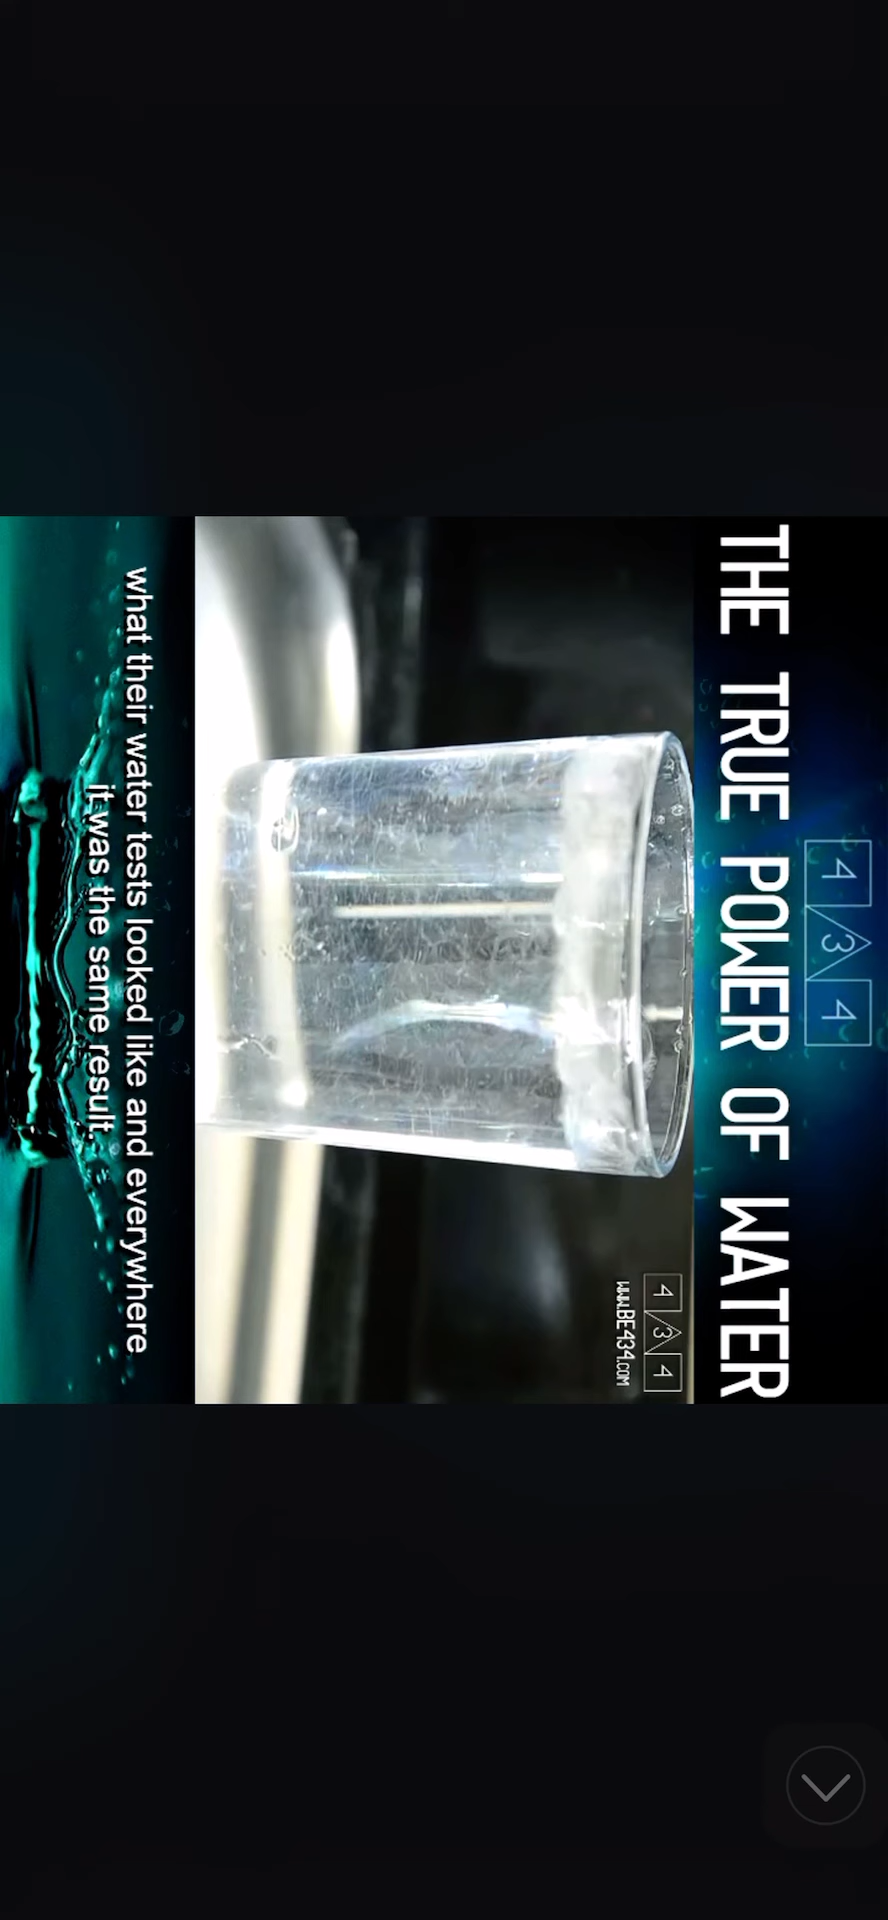 4 3 4
THE TRUE POWER OF WATER
4 3 4
www.BE434.COM
what their water tests looked like and everywhere
it was the same result.